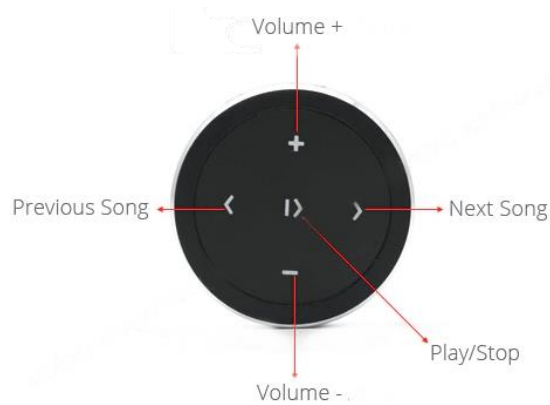 Volume +
Previous Song
Next Song
Play/Stop
Volume -